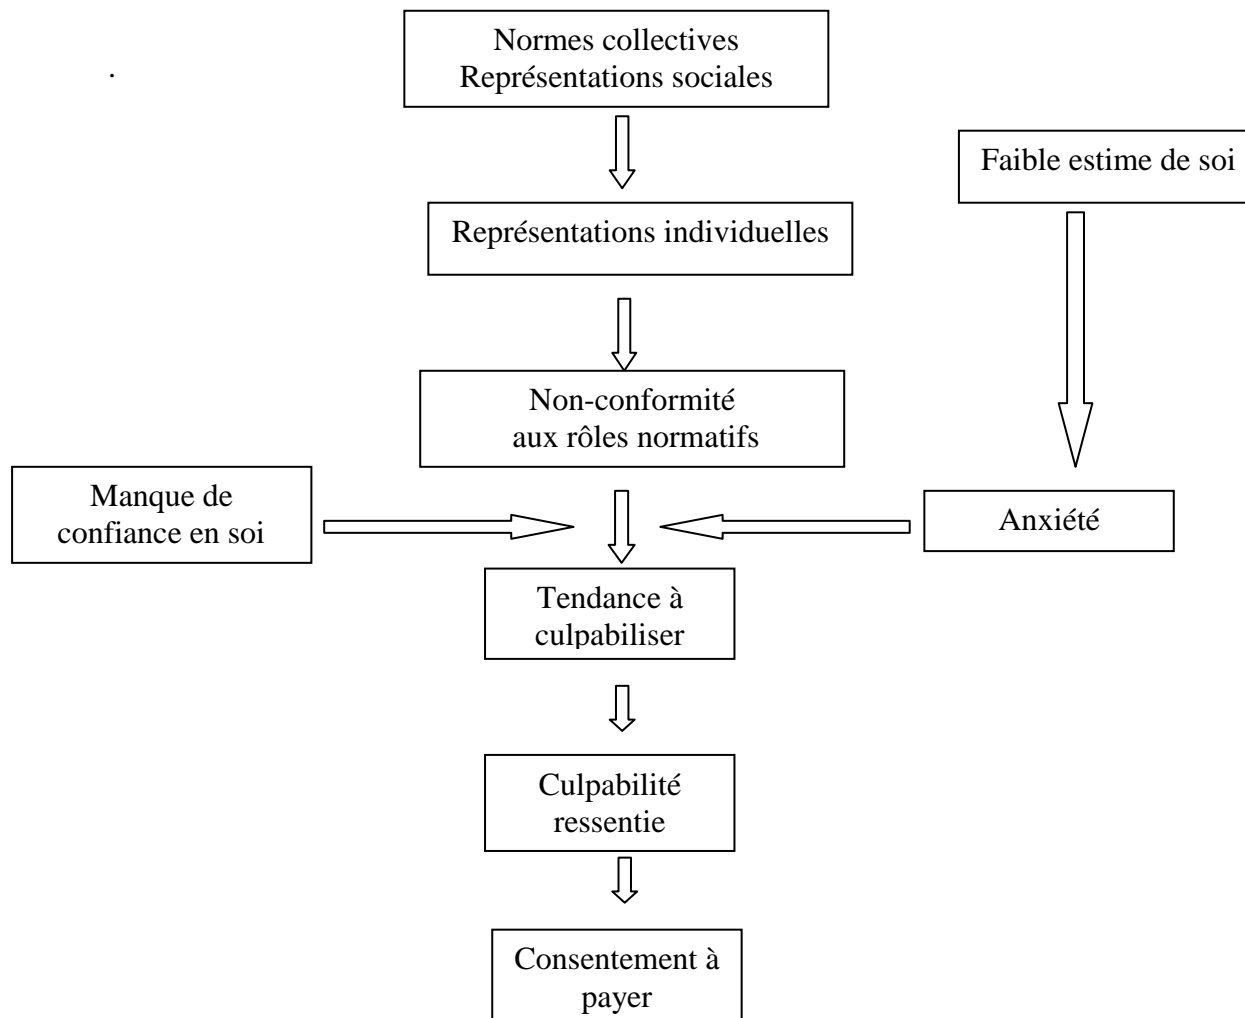 Normes collectives
Représentations sociales
.
Faible estime de soi
Représentations individuelles
Non-conformité
aux rôles normatifs
Manque de
confiance en soi
Anxiété
Tendance à
culpabiliser
Culpabilité
ressentie
Consentement à
payer